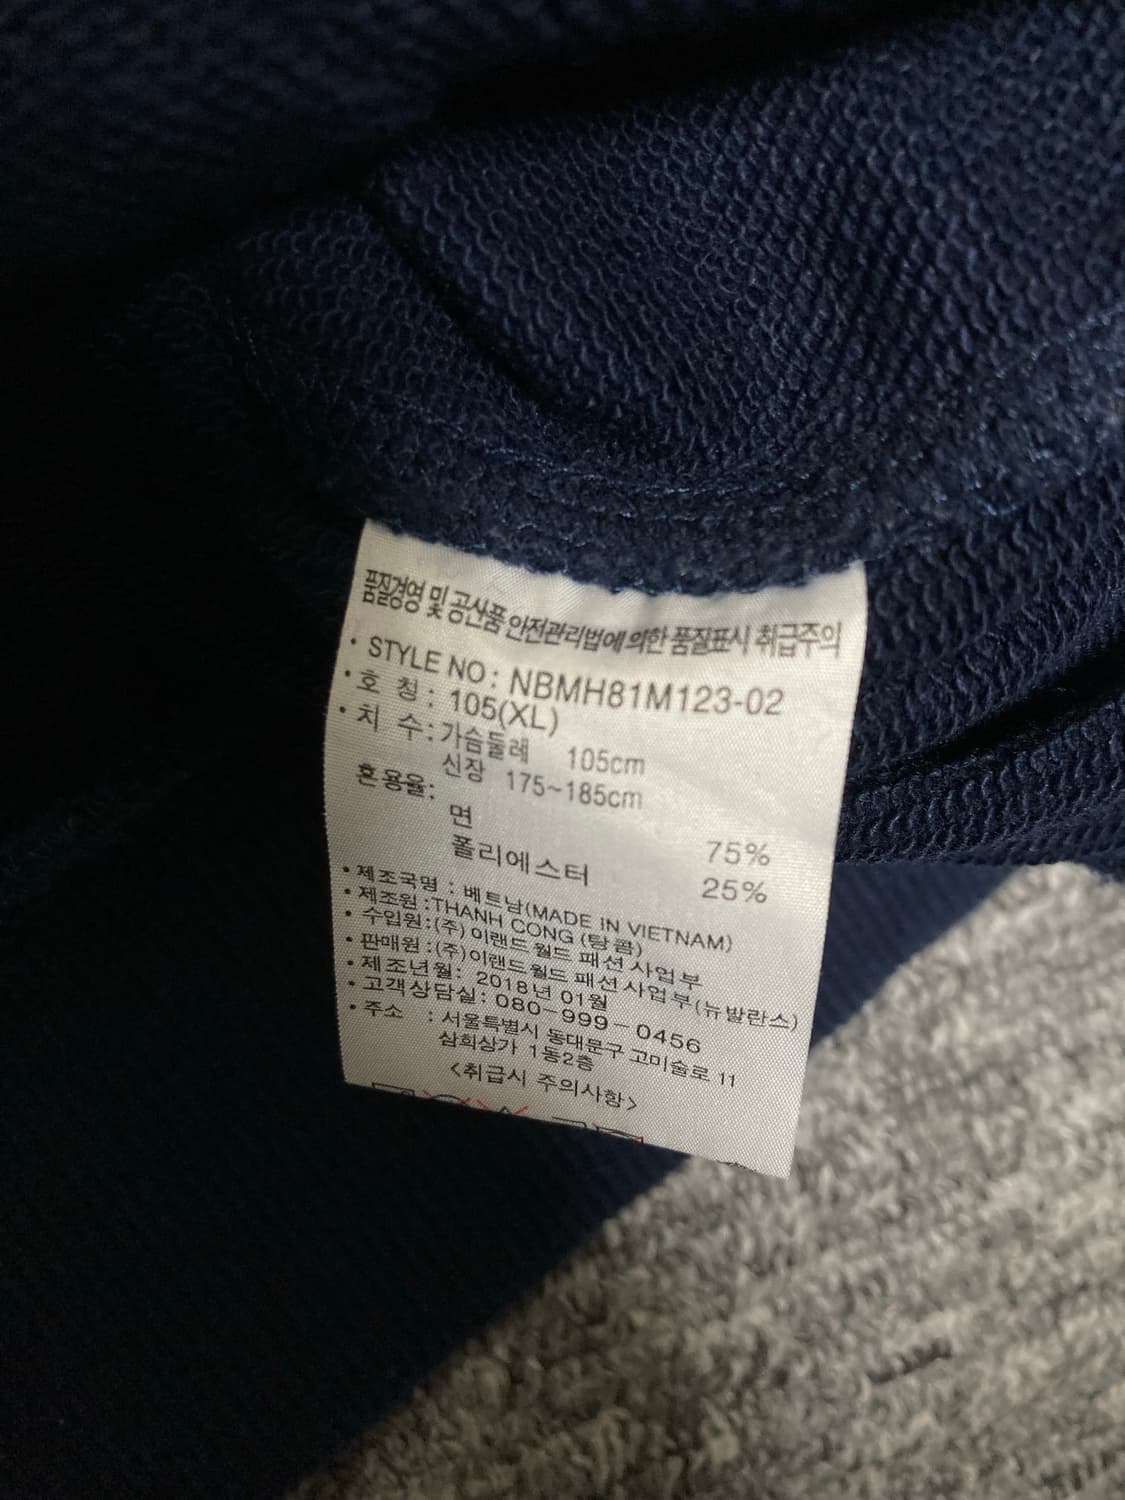 품질경영 및 공산품 안전관리법에 의한 품질표시 취급주의
• STYLE NO: NBMH81M123-02
• 호 칭: 105(XL)
• 치 수: 가슴둘레 105cm
신장 175~185cm
혼용율:
면 75%
폴리에스터 25%
• 제조국명 : 베트남(MADE IN VIETNAM)
• 제조원 :THANH CONG (탕콤)
• 수입원:(주)이랜드월드 패션사업부
• 판매원 :(주)이랜드월드 패션사업부(뉴발란스)
• 제조년월: 2018년 01월
• 고객상담실: 080-999-0456
• 주소 : 서울특별시 동대문구 고미술로 11
삼희상가 1동2층
<취급시 주의사항>